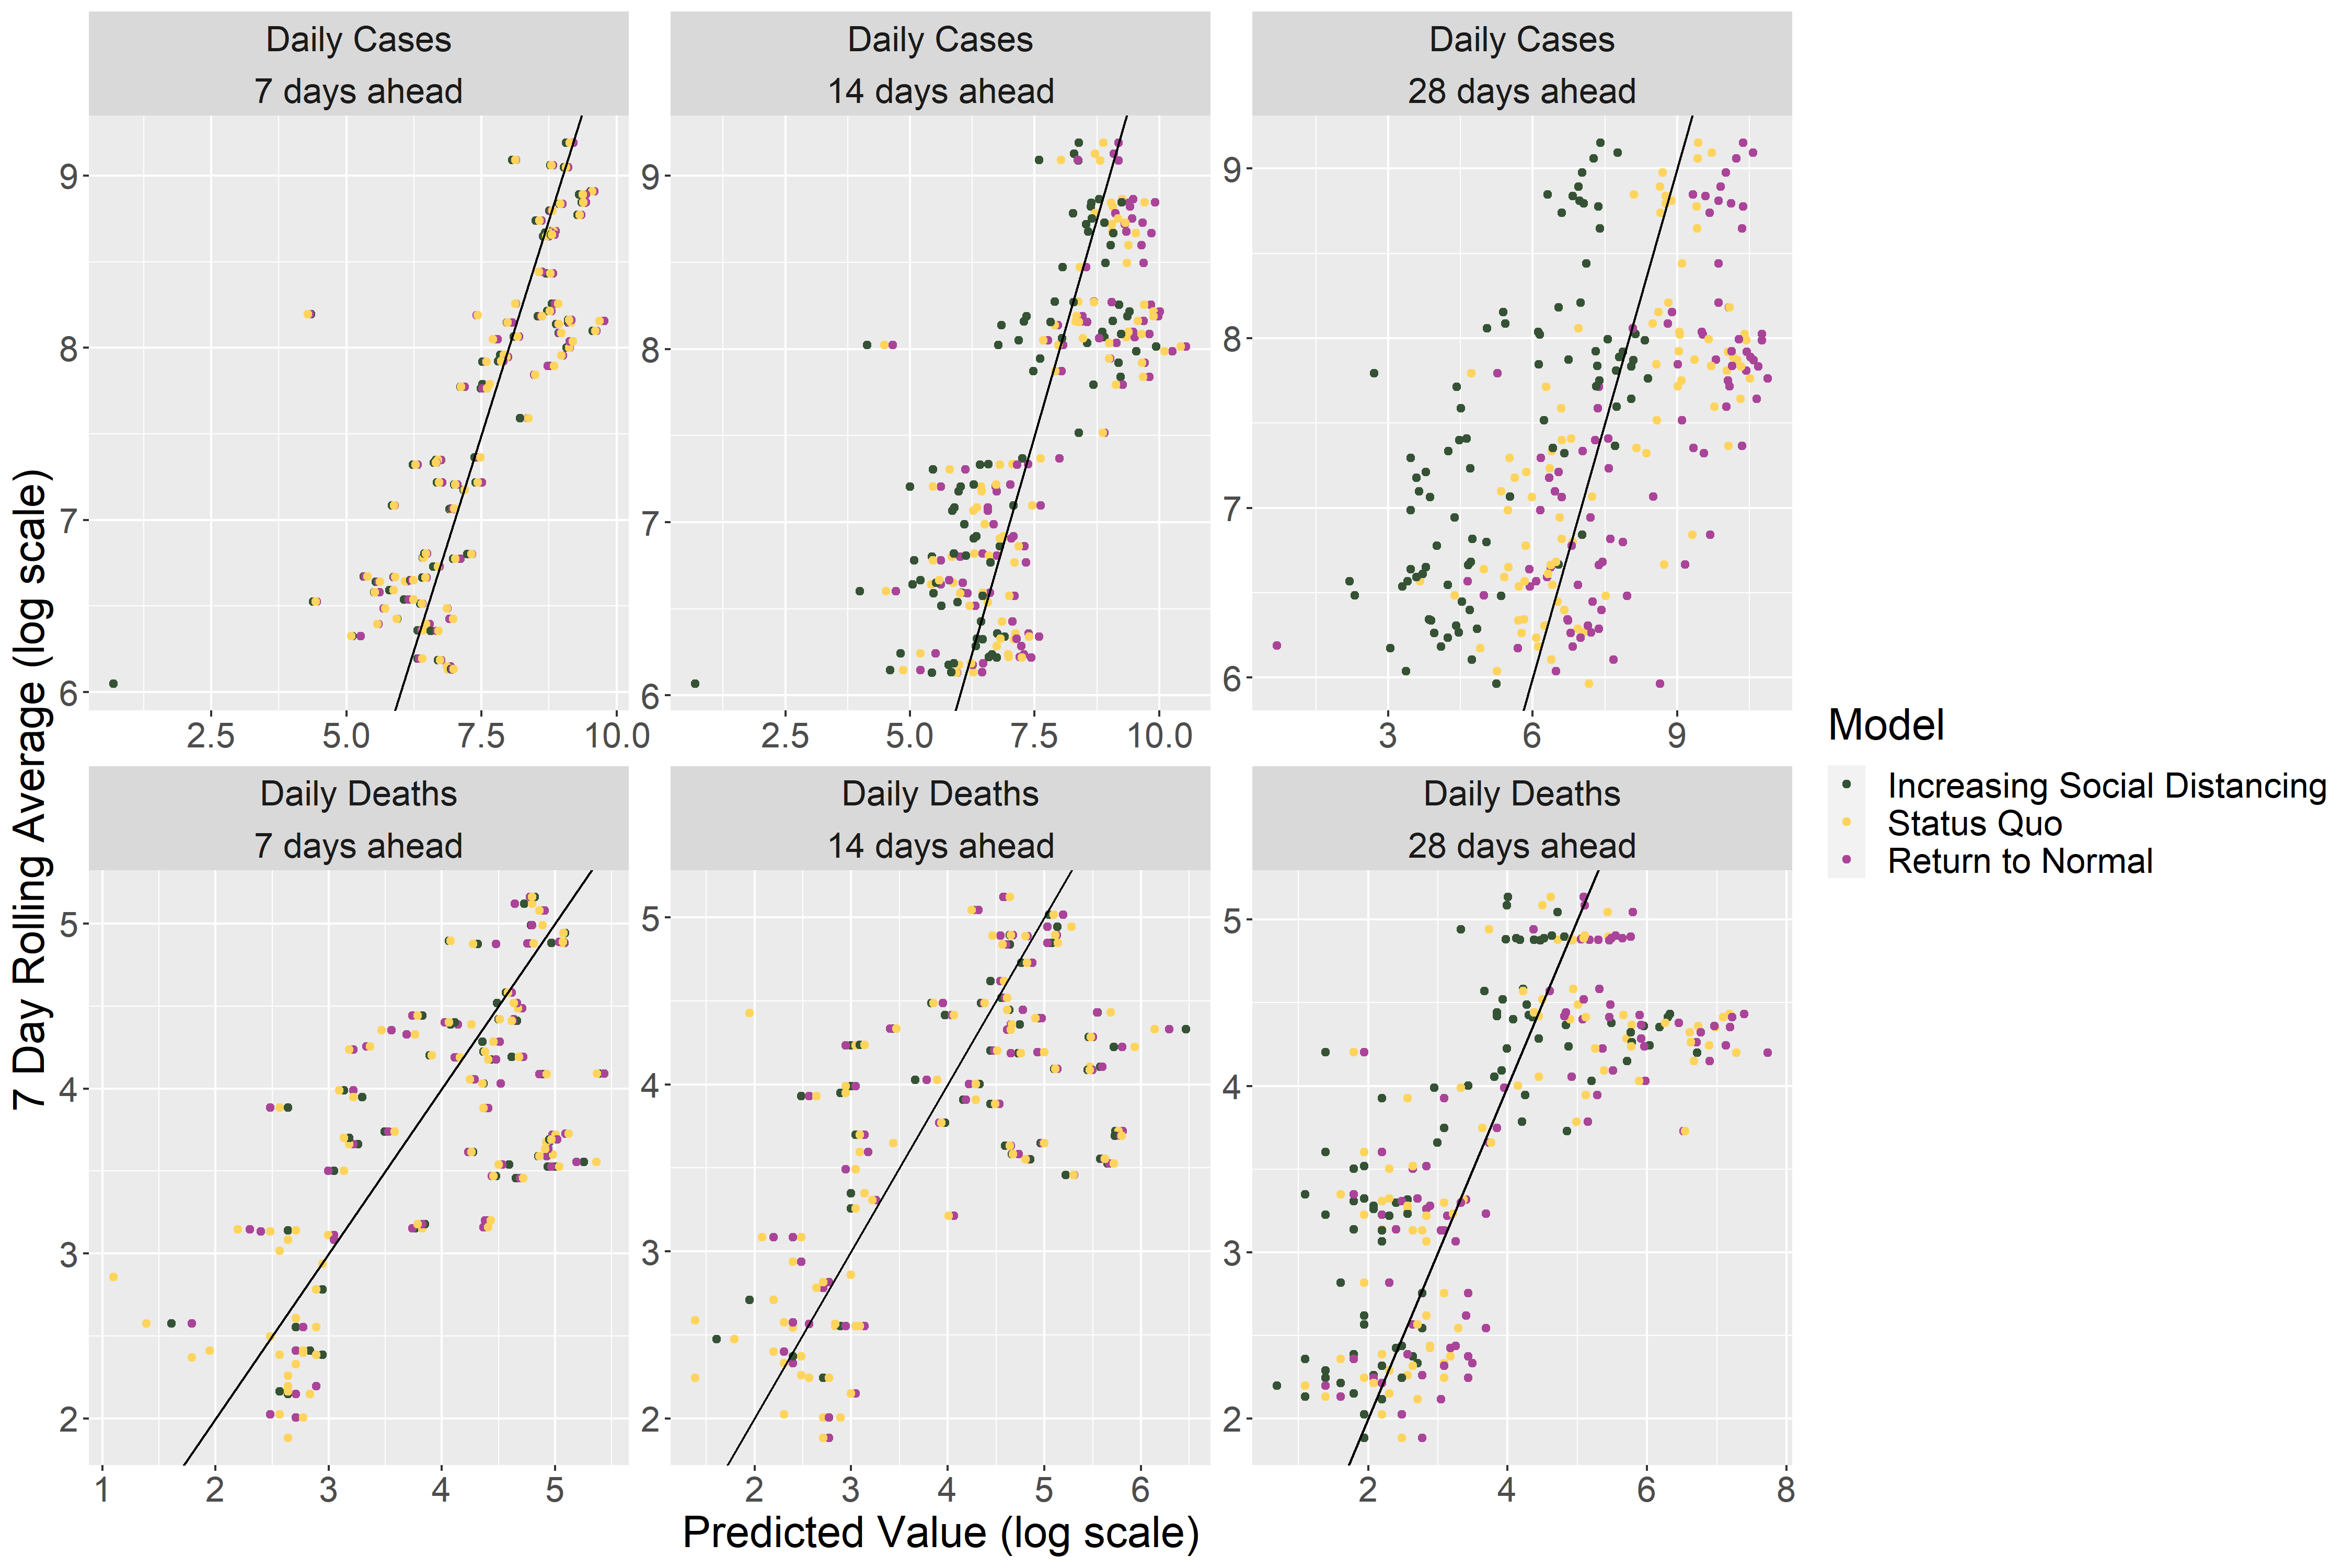 Daily Cases
7 days ahead
Daily Cases
14 days ahead
Daily Cases
28 days ahead
9
8
7
6
2.5
5.0
7.5
10.0
9
8
7
6
2.5
5.0
7.5
10.0
9
8
7
6
3
6
9
Daily Deaths
7 days ahead
Daily Deaths
14 days ahead
Daily Deaths
28 days ahead
5
4
3
2
1
2
3
4
5
5
4
3
2
2
3
4
5
6
5
4
3
2
2
4
6
8
7 Day Rolling Average (log scale)
Predicted Value (log scale)
Model
Increasing Social Distancing
Status Quo
Return to Normal